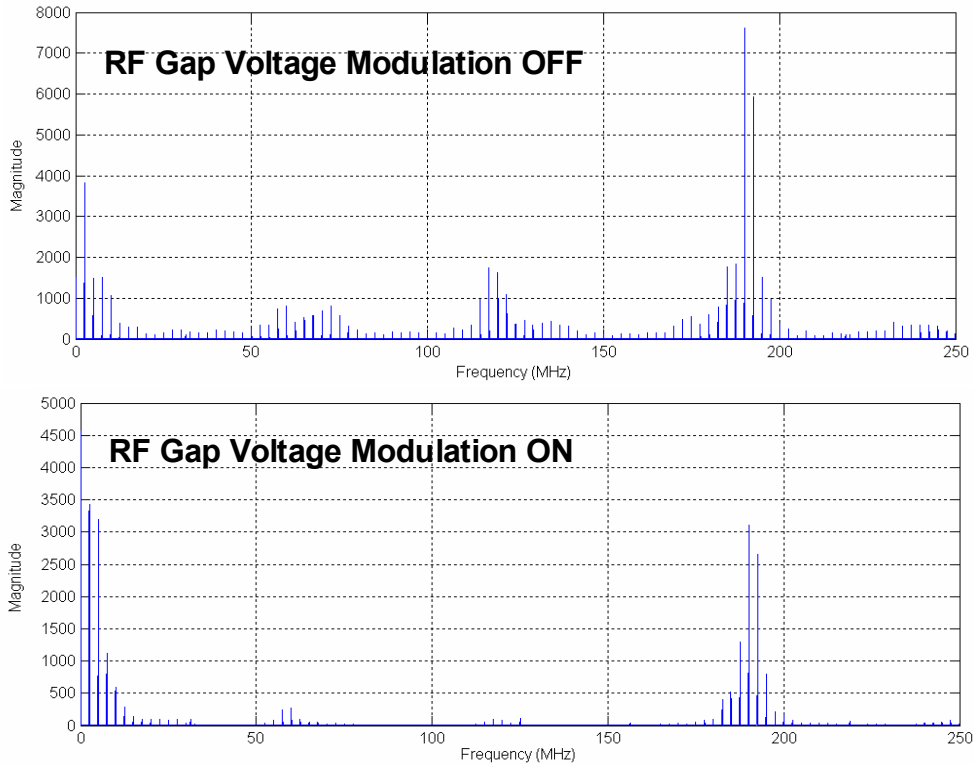 8000
7000
6000
5000
4000
3000
2000
1000
0
Magnitude
RF Gap Voltage Modulation OFF
0 50 100 150 200 250
Frequency (MHz)
5000
4500
4000
3500
3000
2500
2000
1500
1000
500
0
Magnitude
RF Gap Voltage Modulation ON
0 50 100 150 200 250
Frequency (MHz)